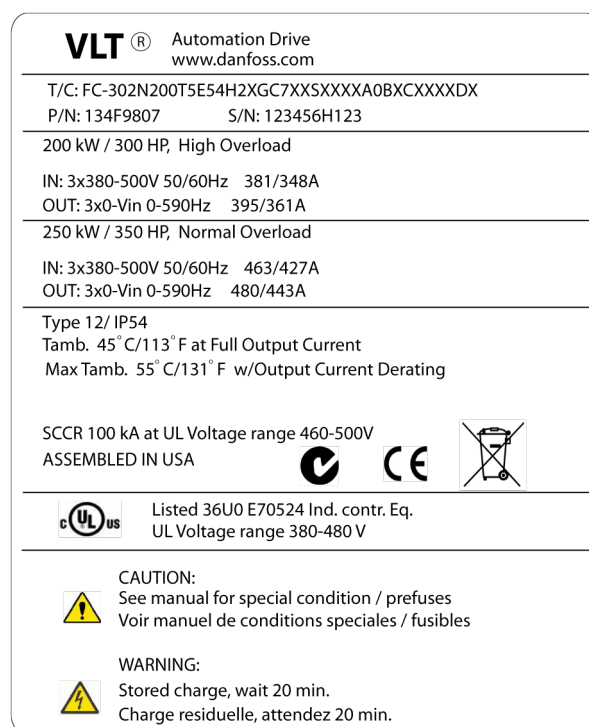 VLT ® Automation Drive
www.danfoss.com
T/C: FC-302N200T5E54H2XGC7XXSXXXXA0BXCXXXXDX
P/N: 134F9807 S/N: 123456H123
200 kW / 300 HP, High Overload
IN: 3x380-500V 50/60Hz 381/348A
OUT: 3x0-Vin 0-590Hz 395/361A
250 kW / 350 HP, Normal Overload
IN: 3x380-500V 50/60Hz 463/427A
OUT: 3x0-Vin 0-590Hz 480/443A
Type 12/ IP54
Tamb. 45°C/113°F at Full Output Current
Max Tamb. 55°C/131°F w/Output Current Derating
SCCR 100 kA at UL Voltage range 460-500V
ASSEMBLED IN USA CE
c UL us Listed 36U0 E70524 Ind. contr. Eq.
UL Voltage range 380-480 V
CAUTION:
See manual for special condition / prefuses
Voir manuel de conditions speciales / fusibles
WARNING:
Stored charge, wait 20 min.
Charge residuelle, attendez 20 min.